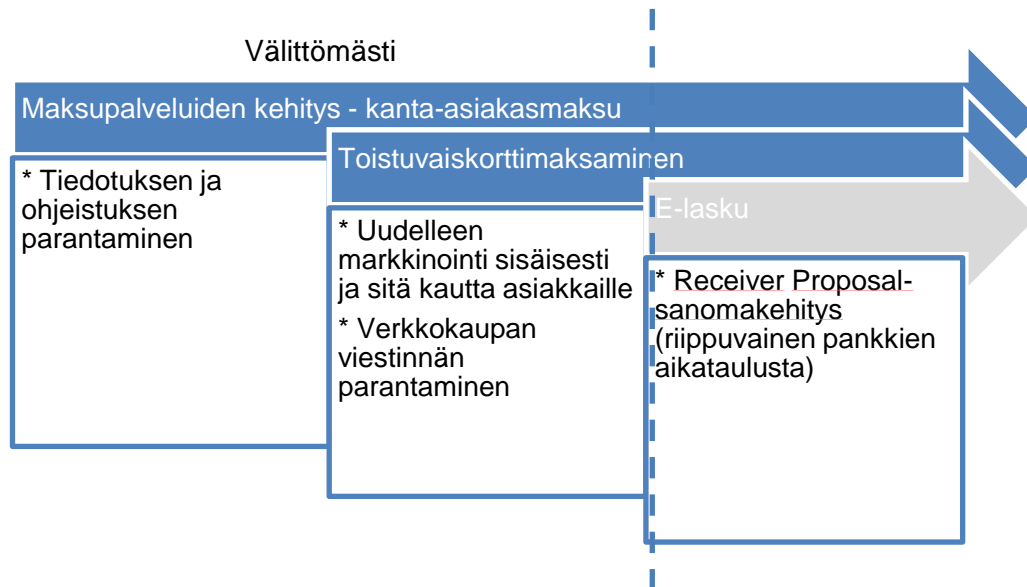 Välittömästi
Maksupalveluiden kehitys - kanta-asiakasmaksu
Toistuvaiskorttimaksaminen
E-lasku
* Tiedotuksen ja
ohjeistuksen
parantaminen
* Uudelleen
markkinointi sisäisesti
ja sitä kautta asiakkaille
* Verkkokaupan
viestinnän
parantaminen
* Receiver Proposal-
sanomakehitys
(riippuvainen pankkien
aikataulusta)